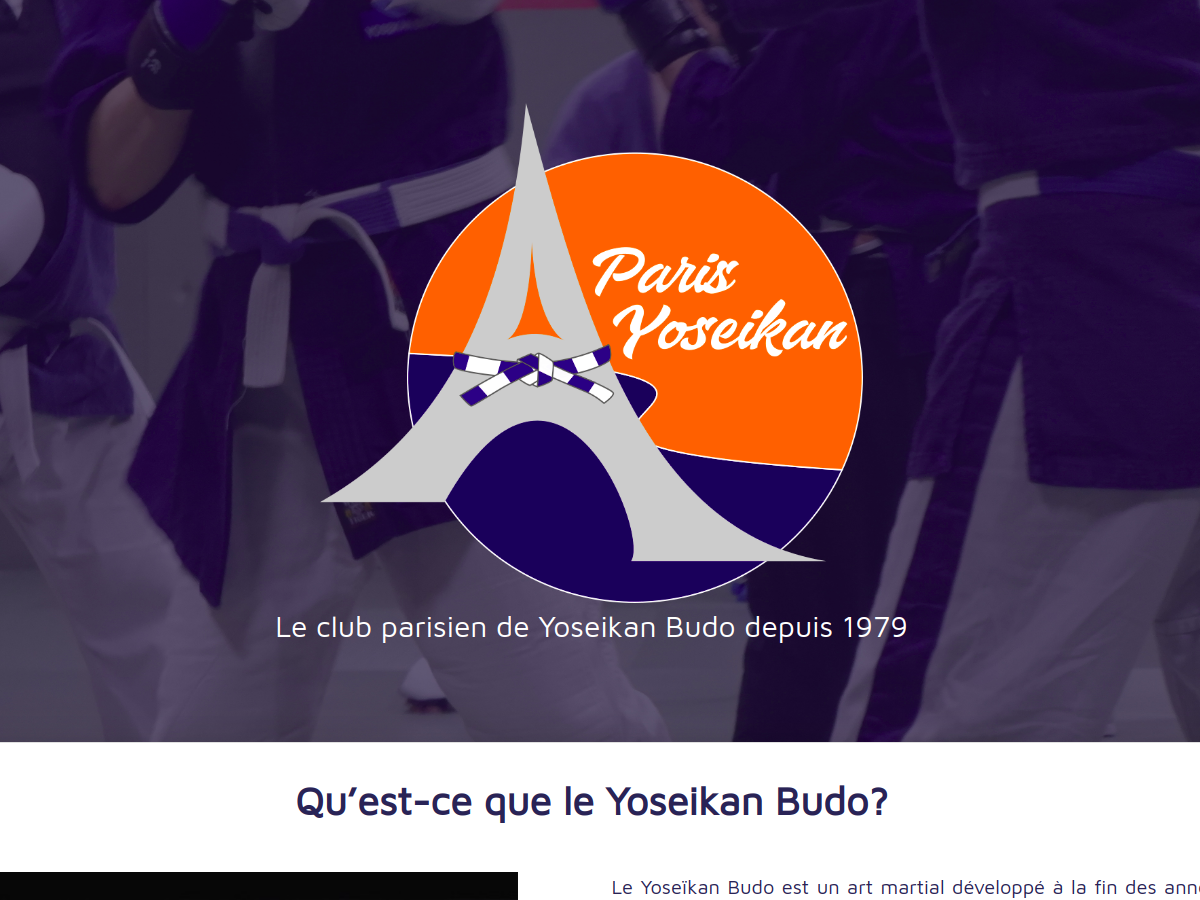 Paris
Yoseikan
Le club parisien de Yoseikan Budo depuis 1979
Qu’est-ce que le Yoseikan Budo?
Le Yoseïkan Budo est un art martial développé à la fin des